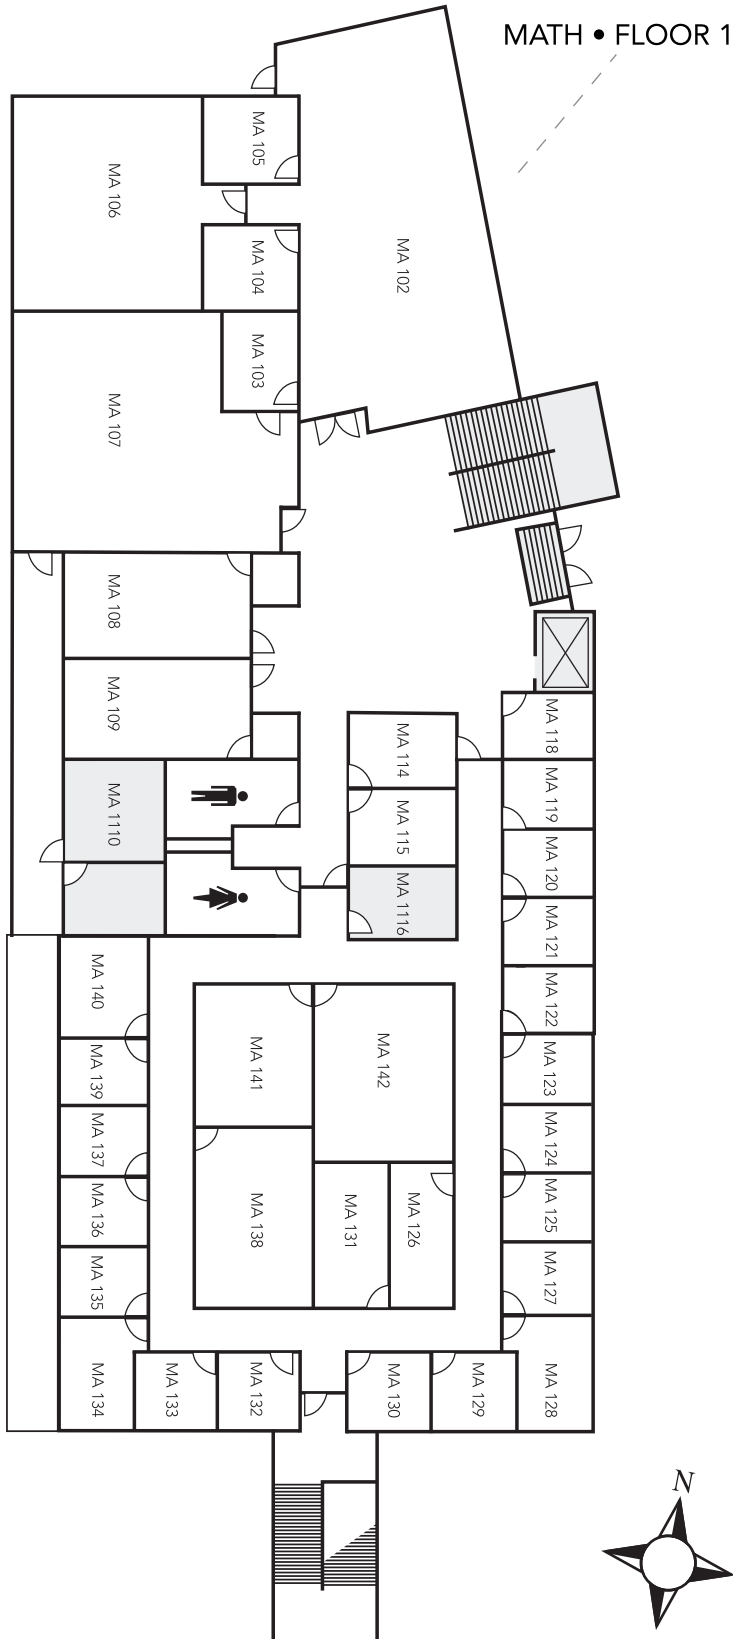 MATH • FLOOR 1
MA 105
MA 106
MA 102
MA 104
MA 103
MA 107
MA 108
MA 109
MA 118
MA 114
MA 119
MA 1110
MA 115
MA 120
MA 1116
MA 121
MA 140
MA 122
MA 141
MA 142
MA 123
MA 139
MA 137
MA 124
MA 136
MA 138
MA 131
MA 126
MA 125
MA 135
MA 127
MA 134
MA 133
MA 132
MA 130
MA 129
MA 128
N